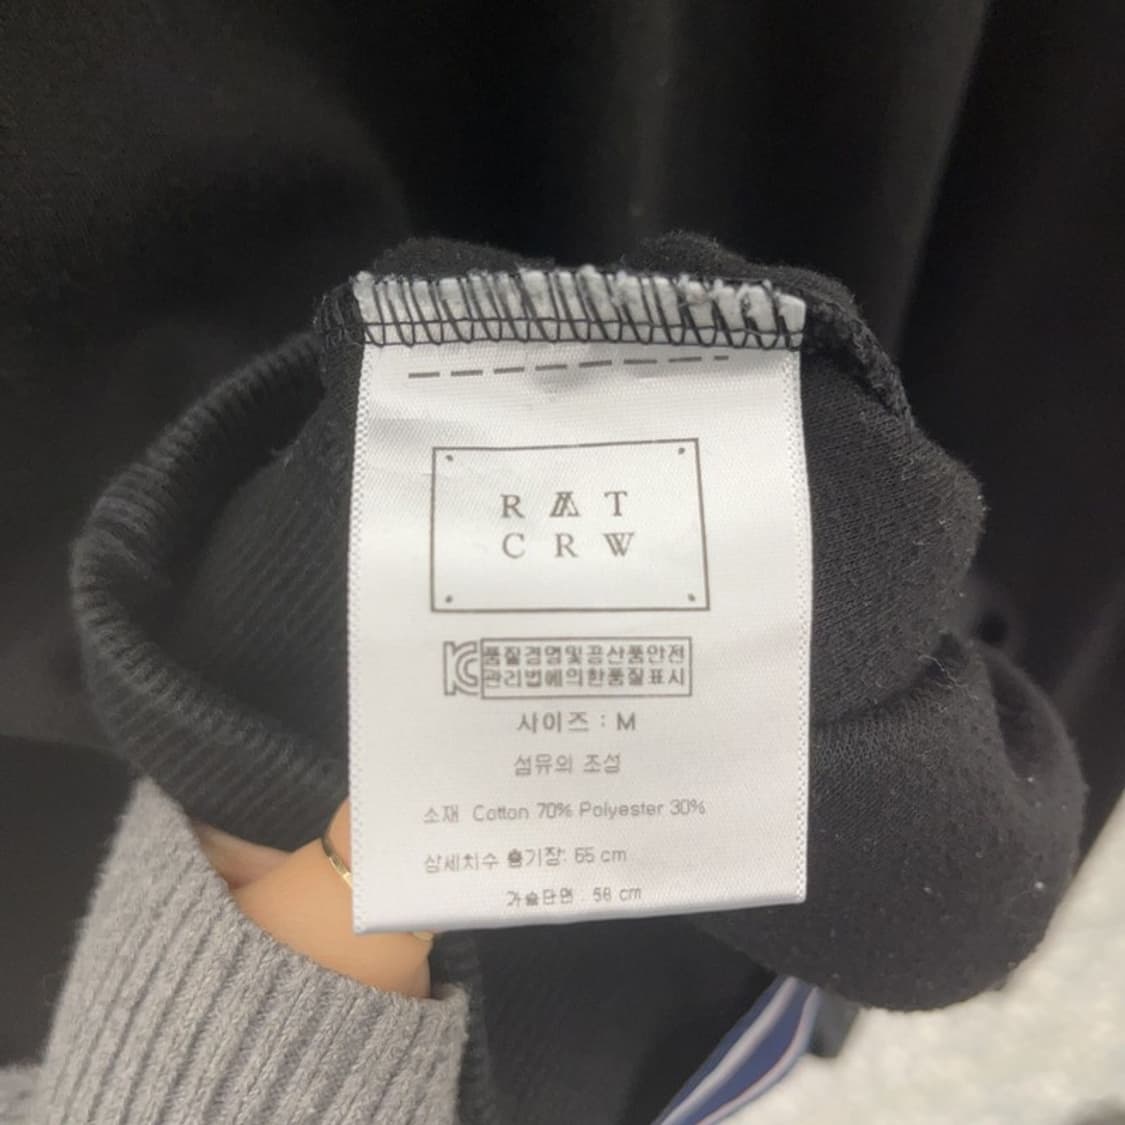 RAT
CRW
KC 품질경영및공산품안전
관리법에의한품질표시
사이즈 : M
섬유의 조성
소재 Cotton 70% Polyester 30%
상세치수 총기장: 65 cm
가슴단면 . 58 cm